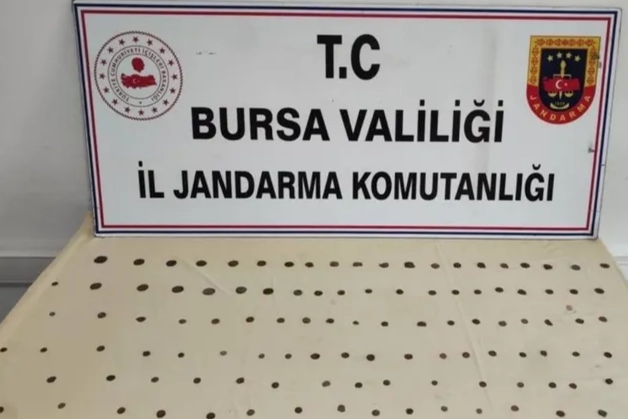 T.C
BURSA VALİLİĞİ
İL JANDARMA KOMUTANLIĞI
JANDARMA